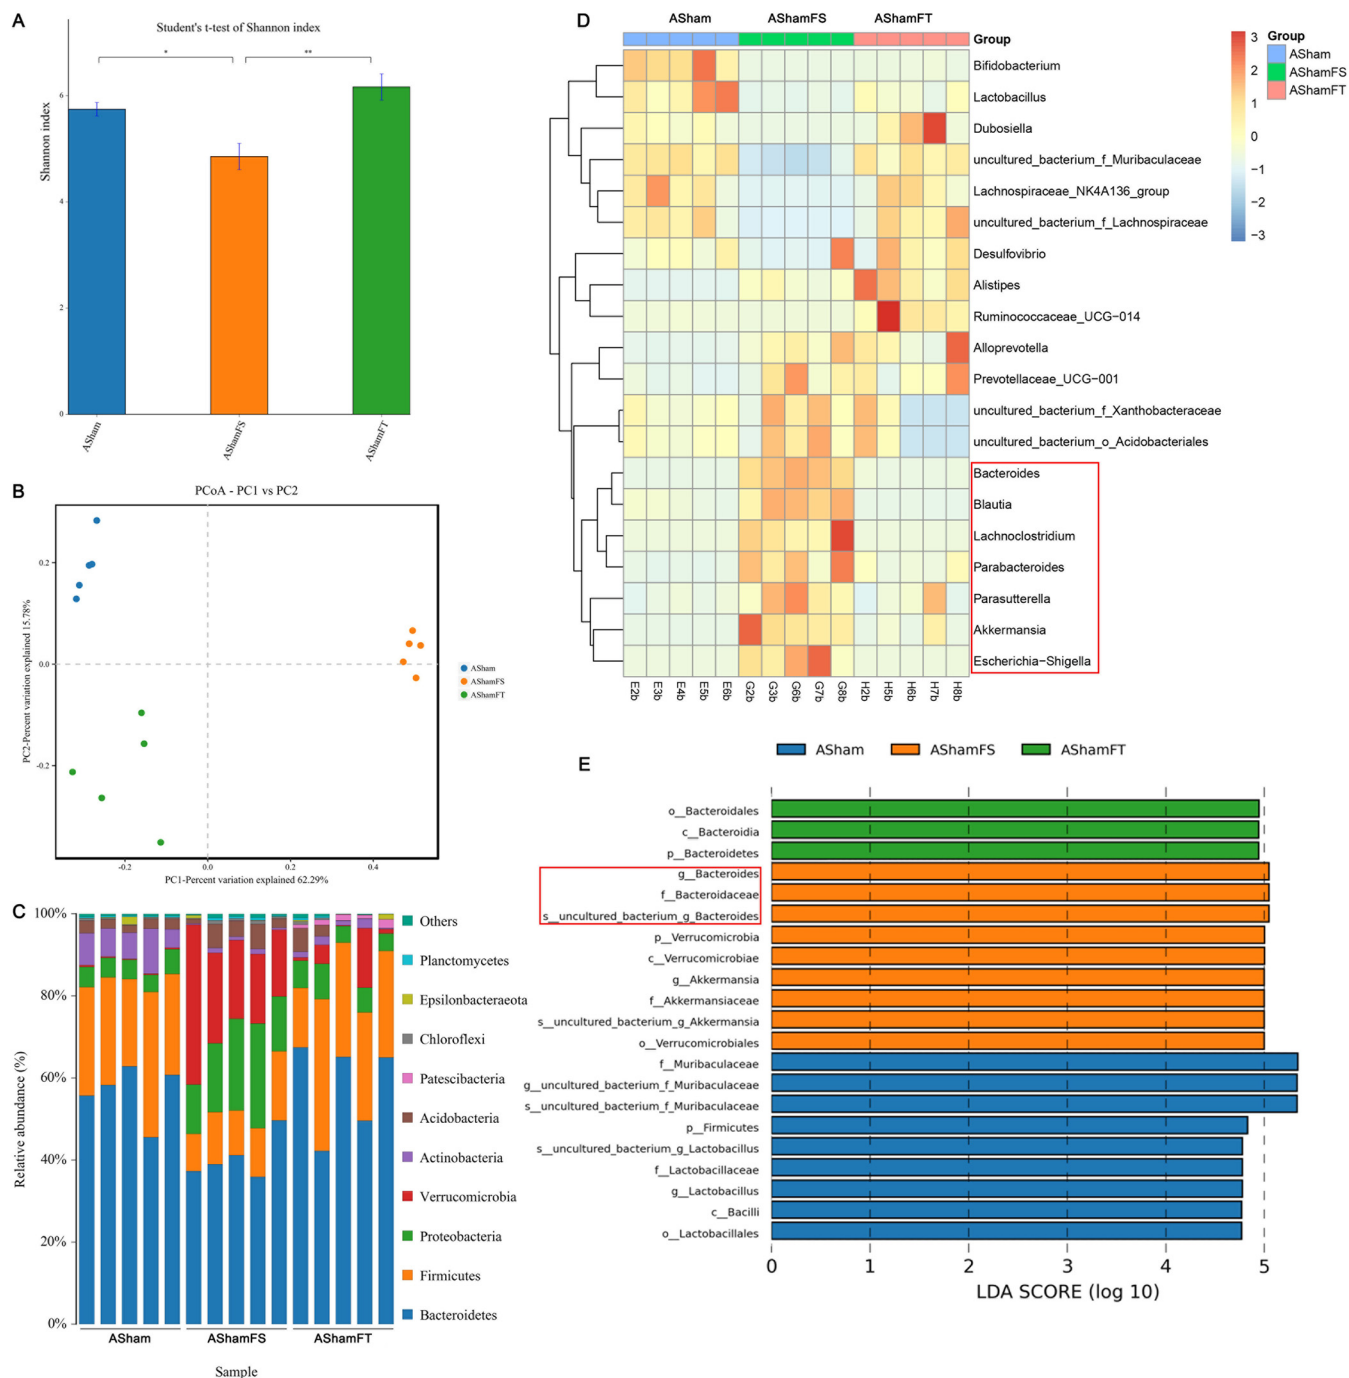 A
Student's t-test of Shannon index
*
**
Shannon index
6
4
2
0
ASham
AShamFS
AShamFT
B
PCoA - PC1 vs PC2
PC2-Percent variation explained 15.78%
0.2
0.0
-0.2
-0.2
0.0
0.2
0.4
PC1-Percent variation explained 62.29%
ASham
AShamFS
AShamFT
C
Relative abundance (%)
100%
80%
60%
40%
20%
0%
ASham
AShamFS
AShamFT
Sample
Others
Planctomycetes
Epsilonbacteraeota
Chloroflexi
Patescibacteria
Acidobacteria
Actinobacteria
Verrucomicrobia
Proteobacteria
Firmicutes
Bacteroidetes
D
ASham
AShamFS
AShamFT
Group
Bifidobacterium
Lactobacillus
Dubosiella
uncultured_bacterium_f_Muribaculaceae
Lachnospiraceae_NK4A136_group
uncultured_bacterium_f_Lachnospiraceae
Desulfovibrio
Alistipes
Ruminococcaceae_UCG−014
Alloprevotella
Prevotellaceae_UCG−001
uncultured_bacterium_f_Xanthobacteraceae
uncultured_bacterium_o_Acidobacteriales
Bacteroides
Blautia
Lachnoclostridium
Parabacteroides
Parasutterella
Akkermansia
Escherichia−Shigella
E2b
E3b
E4b
E5b
E6b
G2b
G3b
G6b
G7b
G8b
H2b
H5b
H6b
H7b
H8b
3
2
1
0
−1
−2
−3
Group
ASham
AShamFS
AShamFT
E
ASham
AShamFS
AShamFT
o__Bacteroidales
c__Bacteroidia
p__Bacteroidetes
g__Bacteroides
f__Bacteroidaceae
s__uncultured_bacterium_g_Bacteroides
p__Verrucomicrobia
c__Verrucomicrobiae
g__Akkermansia
f__Akkermansiaceae
s__uncultured_bacterium_g_Akkermansia
o__Verrucomicrobiales
f__Muribaculaceae
g__uncultured_bacterium_f_Muribaculaceae
s__uncultured_bacterium_f_Muribaculaceae
p__Firmicutes
s__uncultured_bacterium_g_Lactobacillus
f__Lactobacillaceae
g__Lactobacillus
c__Bacilli
o__Lactobacillales
0
1
2
3
4
5
LDA SCORE (log 10)